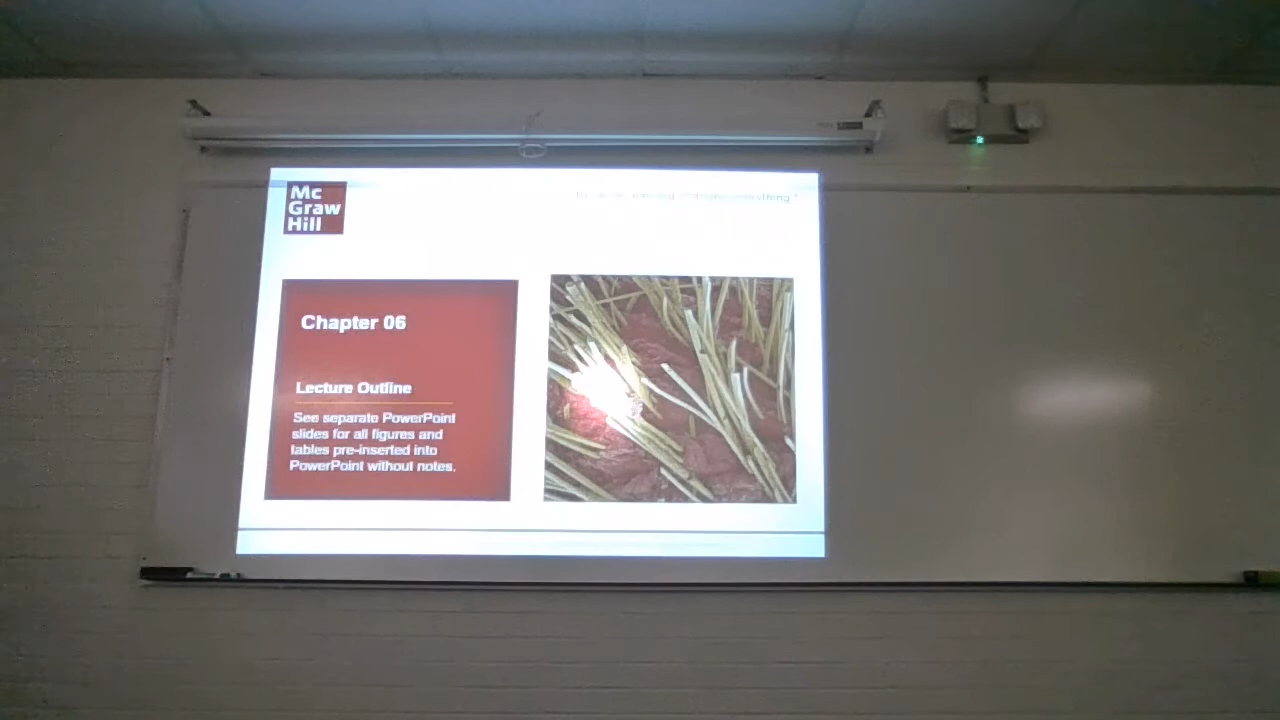 Mc
Graw
Hill
Chapter 06
Lecture Outline
See separate PowerPoint
slides for all figures and
tables pre-inserted into
PowerPoint without notes.